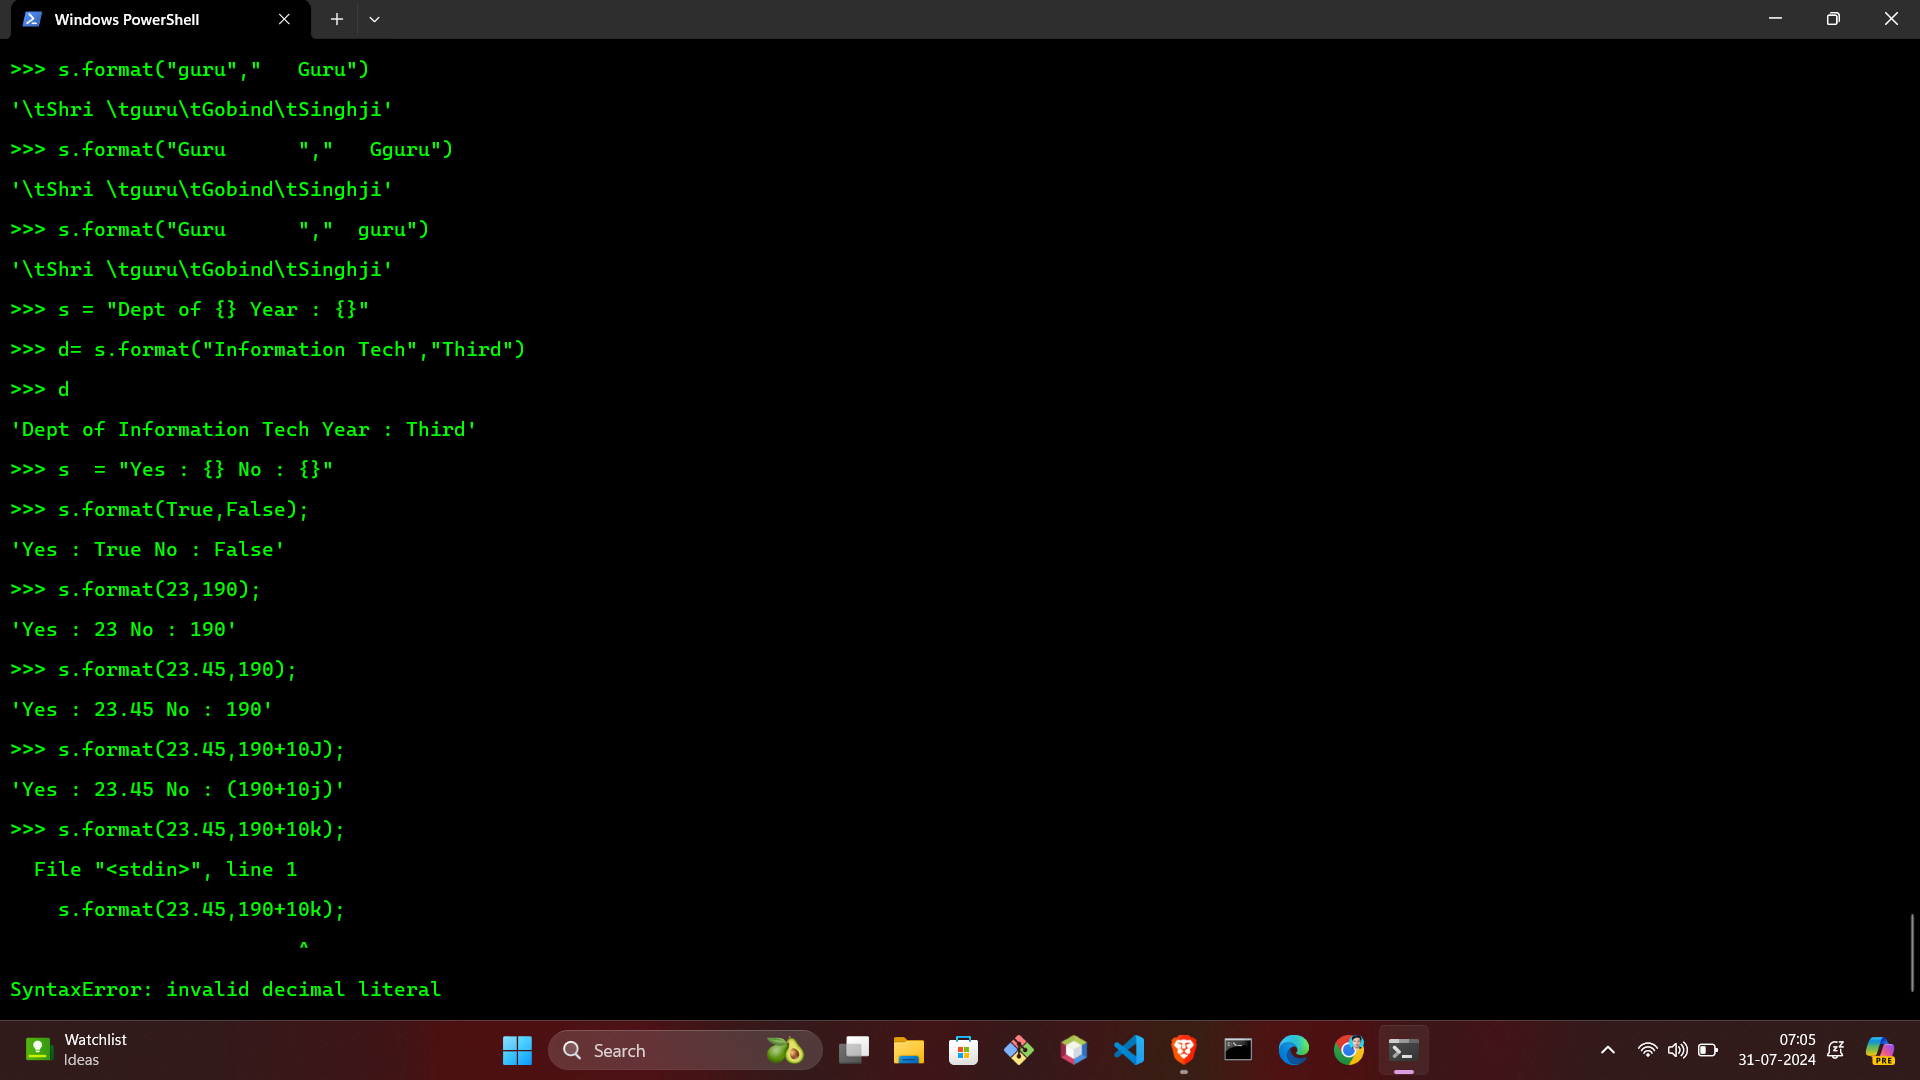 Windows PowerShell
>>> s.format("guru","   Guru")
'\tShri \tguru\tGobind\tSinghji'
>>> s.format("Guru      ","   Gguru")
'\tShri \tguru\tGobind\tSinghji'
>>> s.format("Guru      ","  guru")
'\tShri \tguru\tGobind\tSinghji'
>>> s = "Dept of {} Year : {}"
>>> d= s.format("Information Tech","Third")
>>> d
'Dept of Information Tech Year : Third'
>>> s  = "Yes : {} No : {}"
>>> s.format(True,False);
'Yes : True No : False'
>>> s.format(23,190);
'Yes : 23 No : 190'
>>> s.format(23.45,190);
'Yes : 23.45 No : 190'
>>> s.format(23.45,190+10J);
'Yes : 23.45 No : (190+10j)'
>>> s.format(23.45,190+10k);
  File "<stdin>", line 1
    s.format(23.45,190+10k);
                        ^
SyntaxError: invalid decimal literal
Watchlist
Ideas
Search
07:05
31-07-2024
PRE